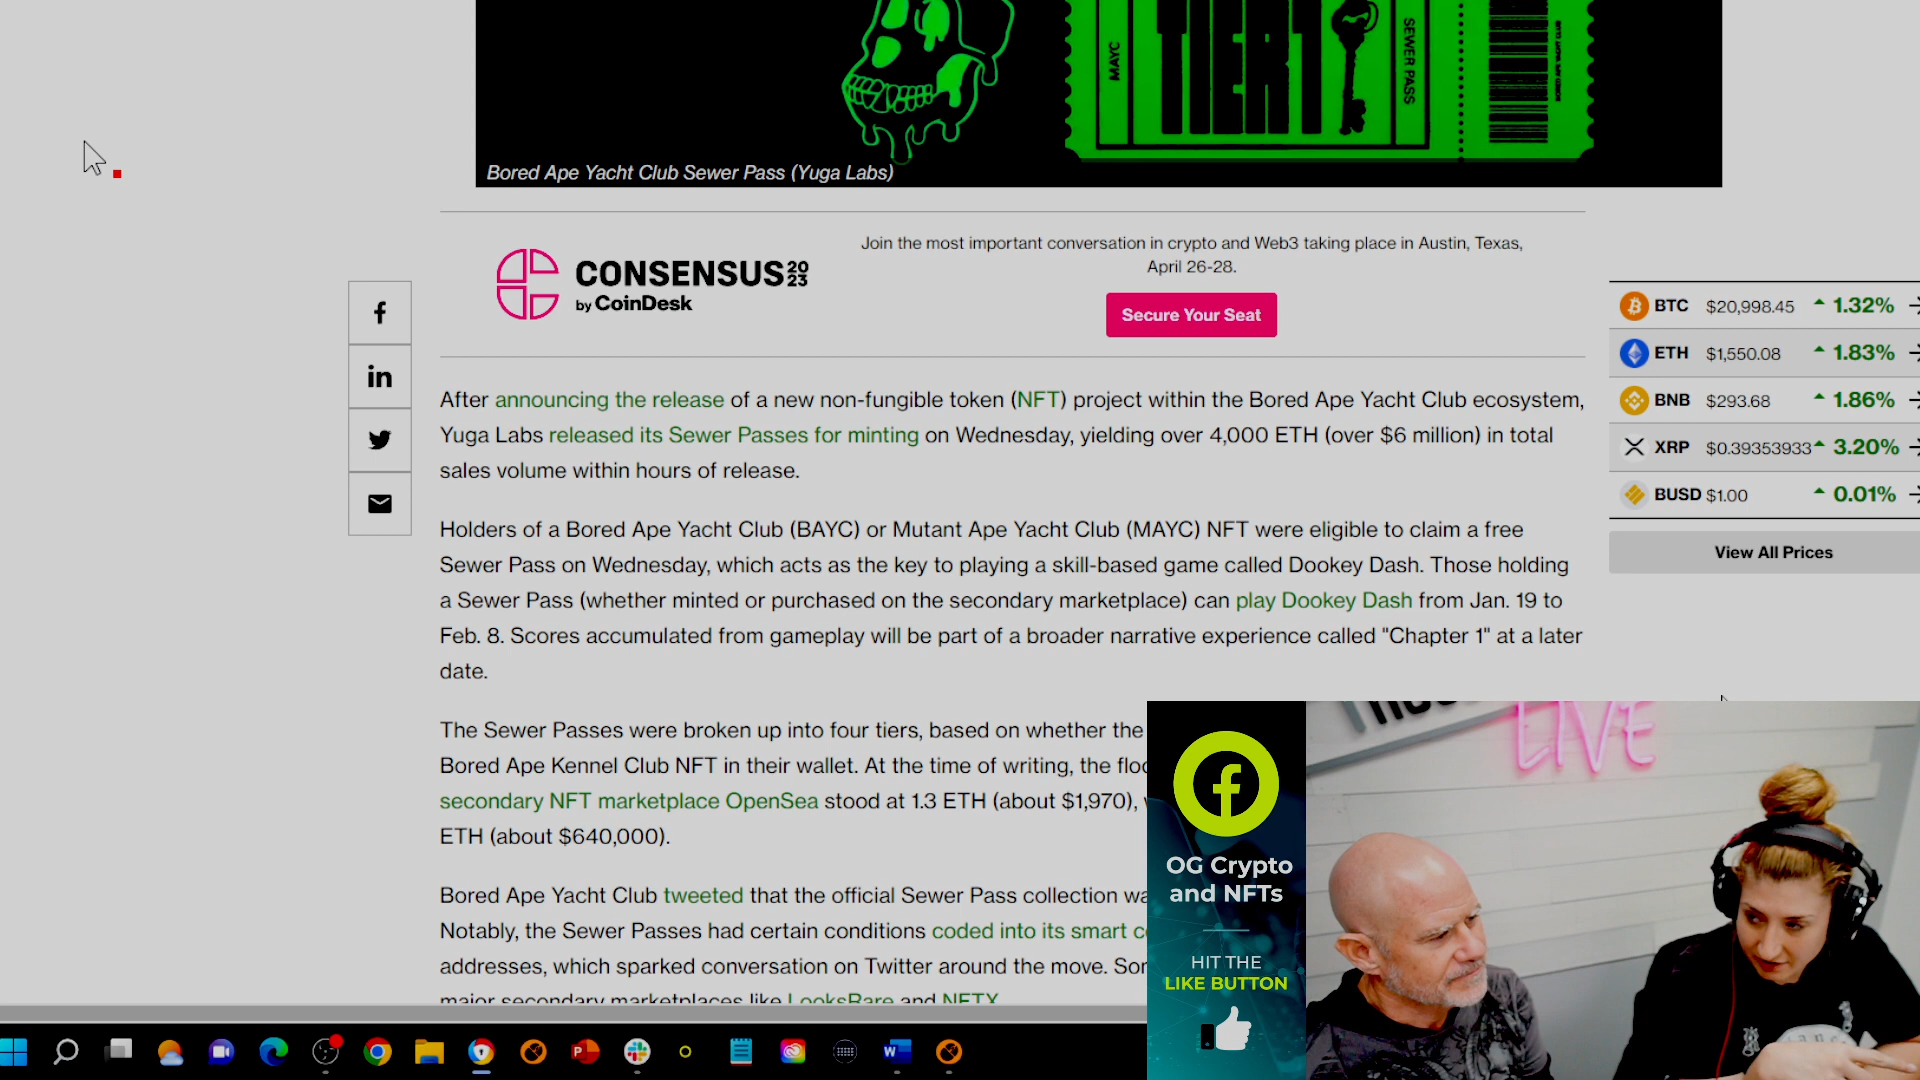 MAYC
TIER 1
SEWER PASS
BORED APE YACHT CLUB
Bored Ape Yacht Club Sewer Pass (Yuga Labs)
CONSENSUS 2023
by CoinDesk
Join the most important conversation in crypto and Web3 taking place in Austin, Texas,
April 26-28.
Secure Your Seat
BTC $20,998.45 1.32%
ETH $1,550.08 1.83%
BNB $293.68 1.86%
XRP $0.39353933 3.20%
BUSD $1.00 0.01%
View All Prices
After announcing the release of a new non-fungible token (NFT) project within the Bored Ape Yacht Club ecosystem,
Yuga Labs released its Sewer Passes for minting on Wednesday, yielding over 4,000 ETH (over $6 million) in total
sales volume within hours of release.
Holders of a Bored Ape Yacht Club (BAYC) or Mutant Ape Yacht Club (MAYC) NFT were eligible to claim a free
Sewer Pass on Wednesday, which acts as the key to playing a skill-based game called Dookey Dash. Those holding
a Sewer Pass (whether minted or purchased on the secondary marketplace) can play Dookey Dash from Jan. 19 to
Feb. 8. Scores accumulated from gameplay will be part of a broader narrative experience called "Chapter 1" at a later
date.
The Sewer Passes were broken up into four tiers, based on whether the
Bored Ape Kennel Club NFT in their wallet. At the time of writing, the floo
secondary NFT marketplace OpenSea stood at 1.3 ETH (about $1,970),
ETH (about $640,000).
Bored Ape Yacht Club tweeted that the official Sewer Pass collection wa
Notably, the Sewer Passes had certain conditions coded into its smart c
addresses, which sparked conversation on Twitter around the move. Sor
major secondary marketplaces like LooksRare and NFTX
OG Crypto
and NFTs
HIT THE
LIKE BUTTON
LIVE